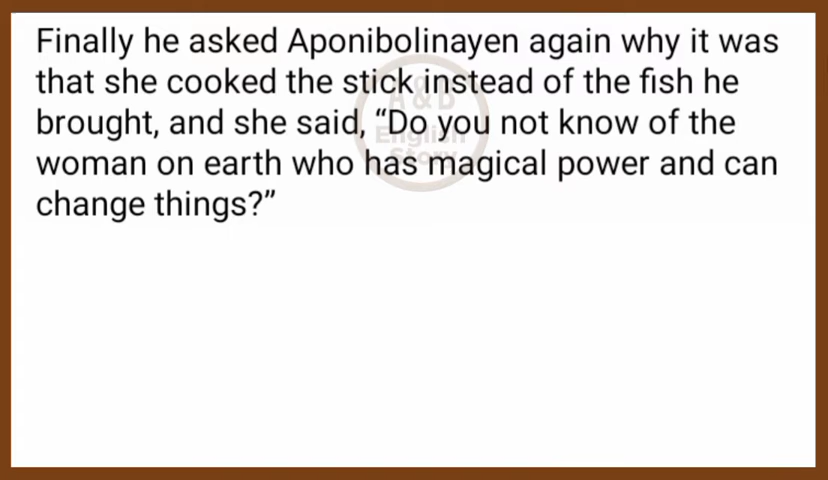 Finally he asked Aponibolinayen again why it was
that she cooked the stick instead of the fish he
brought, and she said, “Do you not know of the
woman on earth who has magical power and can
change things?”
A & D
English
Story